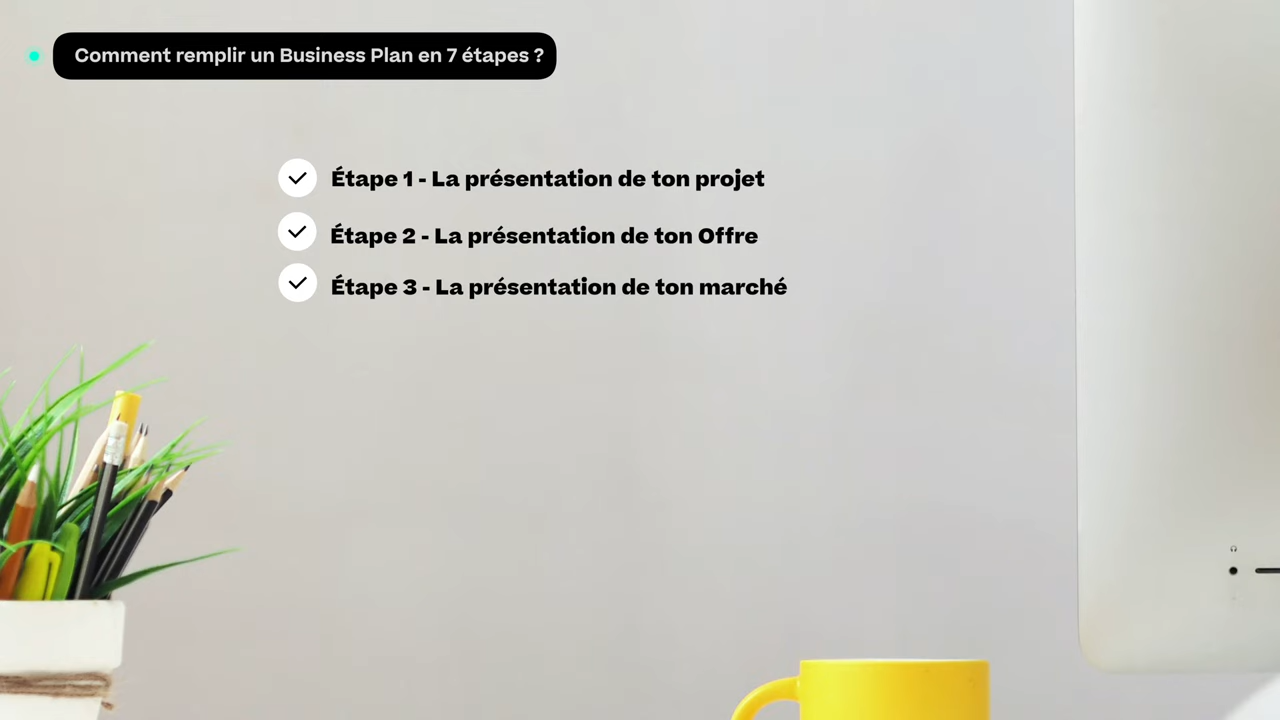 Comment remplir un Business Plan en 7 étapes ?
Étape 1 - La présentation de ton projet
Étape 2 - La présentation de ton Offre
Étape 3 - La présentation de ton marché